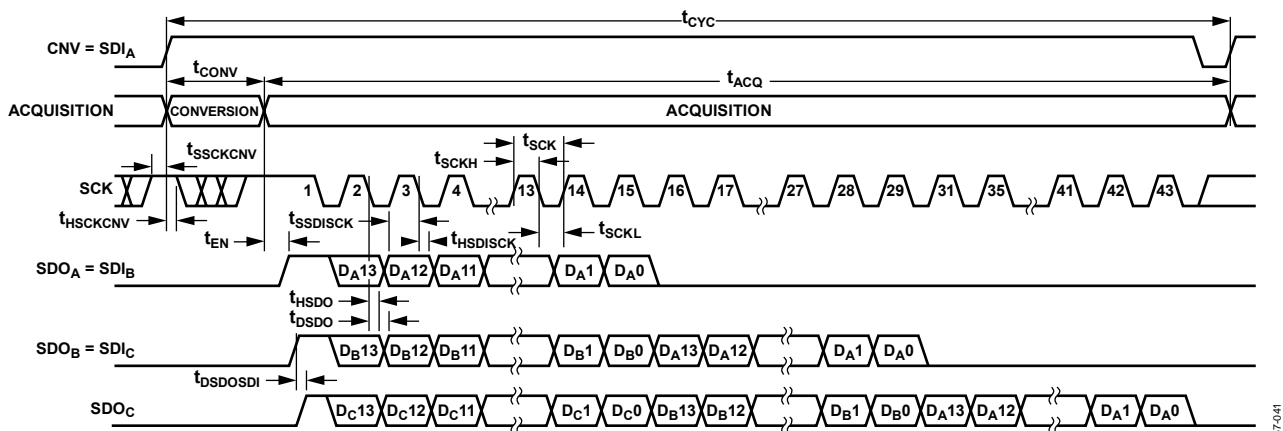 tCYC
CNV = SDIA
tCONV
tACQ
ACQUISITION
CONVERSION
ACQUISITION
tSCK
tSSCKCNV
tSCKH
SCK
1 2 3 4 13 14 15 16 17 27 28 29 31 35 41 42 43
tHSCKCNV
tSSDISCK
tEN
tHSDISCK
tSCKL
SDOA = SDIB
DA13 DA12 DA11 DA1 DA0
tHSDO
tDSDO
SDOB = SDIC
DB13 DB12 DB11 DB1 DB0 DA13 DA12 DA1 DA0
tDSDOSDI
SDOC
DC13 DC12 DC11 DC1 DC0 DB13 DB12 DB1 DB0 DA13 DA12 DA1 DA0
7-041